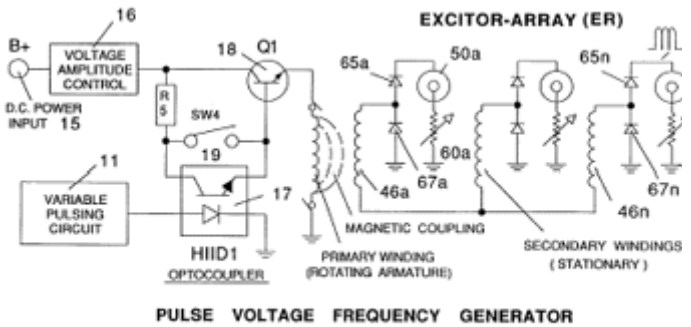 EXCITOR-ARRAY (ER)
16
B+
VOLTAGE
AMPLITUDE
CONTROL
18
Q1
65a
50a
65n
D.C. POWER
INPUT 15
R
5
SW4
19
11
60a
67a
67n
46a
46n
17
VARIABLE
PULSING
CIRCUIT
MAGNETIC COUPLING
HIID1
OPTOCOUPLER
PRIMARY WINDING
(ROTATING ARMATURE)
SECONDARY WINDINGS
(STATIONARY)
PULSE VOLTAGE FREQUENCY GENERATOR